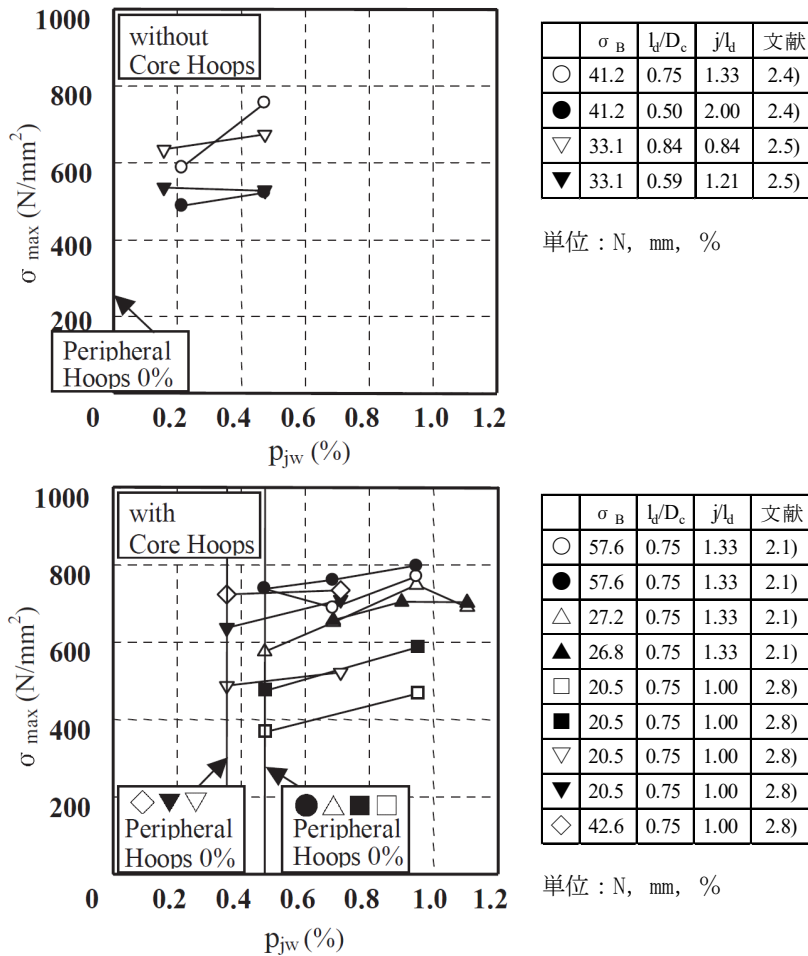 1000
800
600
400
200
0
0.2
0.4
0.6
0.8
1.0
1.2
σ max (N/mm²)
p_jw (%)
without
Core Hoops
Peripheral
Hoops 0%
σ B l_d/D_c j/l_d 文献
○ 41.2 0.75 1.33 2.4)
● 41.2 0.50 2.00 2.4)
▽ 33.1 0.84 0.84 2.5)
▼ 33.1 0.59 1.21 2.5)
単位：N, mm, %
1000
800
600
400
200
0
0.2
0.4
0.6
0.8
1.0
1.2
σ max (N/mm²)
p_jw (%)
with
Core Hoops
◇▼▽
Peripheral
Hoops 0%
●△■□
Peripheral
Hoops 0%
σ B l_d/D_c j/l_d 文献
○ 57.6 0.75 1.33 2.1)
● 57.6 0.75 1.33 2.1)
△ 27.2 0.75 1.33 2.1)
▲ 26.8 0.75 1.33 2.1)
□ 20.5 0.75 1.00 2.8)
■ 20.5 0.75 1.00 2.8)
▽ 20.5 0.75 1.00 2.8)
▼ 20.5 0.75 1.00 2.8)
◇ 42.6 0.75 1.00 2.8)
単位：N, mm, %